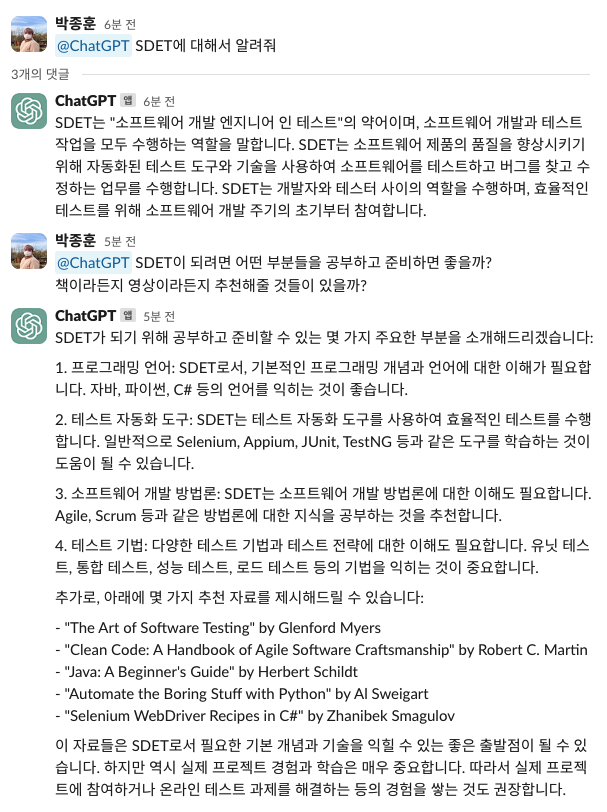 박종훈 6분 전
@ChatGPT SDET에 대해서 알려줘
3개의 댓글
ChatGPT 앱 6분 전
SDET는 "소프트웨어 개발 엔지니어 인 테스트"의 약어이며, 소프트웨어 개발과 테스트
작업을 모두 수행하는 역할을 말합니다. SDET는 소프트웨어 제품의 품질을 향상시키기
위해 자동화된 테스트 도구와 기술을 사용하여 소프트웨어를 테스트하고 버그를 찾고 수
정하는 업무를 수행합니다. SDET는 개발자와 테스터 사이의 역할을 수행하며, 효율적인
테스트를 위해 소프트웨어 개발 주기의 초기부터 참여합니다.
박종훈 5분 전
@ChatGPT SDET이 되려면 어떤 부분들을 공부하고 준비하면 좋을까?
책이라든지 영상이라든지 추천해줄 것들이 있을까?
ChatGPT 앱 5분 전
SDET가 되기 위해 공부하고 준비할 수 있는 몇 가지 주요한 부분을 소개해드리겠습니다:
1. 프로그래밍 언어: SDET로서, 기본적인 프로그래밍 개념과 언어에 대한 이해가 필요합
니다. 자바, 파이썬, C# 등의 언어를 익히는 것이 좋습니다.
2. 테스트 자동화 도구: SDET는 테스트 자동화 도구를 사용하여 효율적인 테스트를 수행
합니다. 일반적으로 Selenium, Appium, JUnit, TestNG 등과 같은 도구를 학습하는 것이
도움이 될 수 있습니다.
3. 소프트웨어 개발 방법론: SDET는 소프트웨어 개발 방법론에 대한 이해도 필요합니다.
Agile, Scrum 등과 같은 방법론에 대한 지식을 공부하는 것을 추천합니다.
4. 테스트 기법: 다양한 테스트 기법과 테스트 전략에 대한 이해도 필요합니다. 유닛 테스
트, 통합 테스트, 성능 테스트, 로드 테스트 등의 기법을 익히는 것이 중요합니다.
추가로, 아래에 몇 가지 추천 자료를 제시해드릴 수 있습니다:
- "The Art of Software Testing" by Glenford Myers
- "Clean Code: A Handbook of Agile Software Craftsmanship" by Robert C. Martin
- "Java: A Beginner's Guide" by Herbert Schildt
- "Automate the Boring Stuff with Python" by Al Sweigart
- "Selenium WebDriver Recipes in C#" by Zhanibek Smagulov
이 자료들은 SDET로서 필요한 기본 개념과 기술을 익힐 수 있는 좋은 출발점이 될 수 있
습니다. 하지만 역시 실제 프로젝트 경험과 학습은 매우 중요합니다. 따라서 실제 프로젝
트에 참여하거나 온라인 테스트 과제를 해결하는 등의 경험을 쌓는 것도 권장합니다.